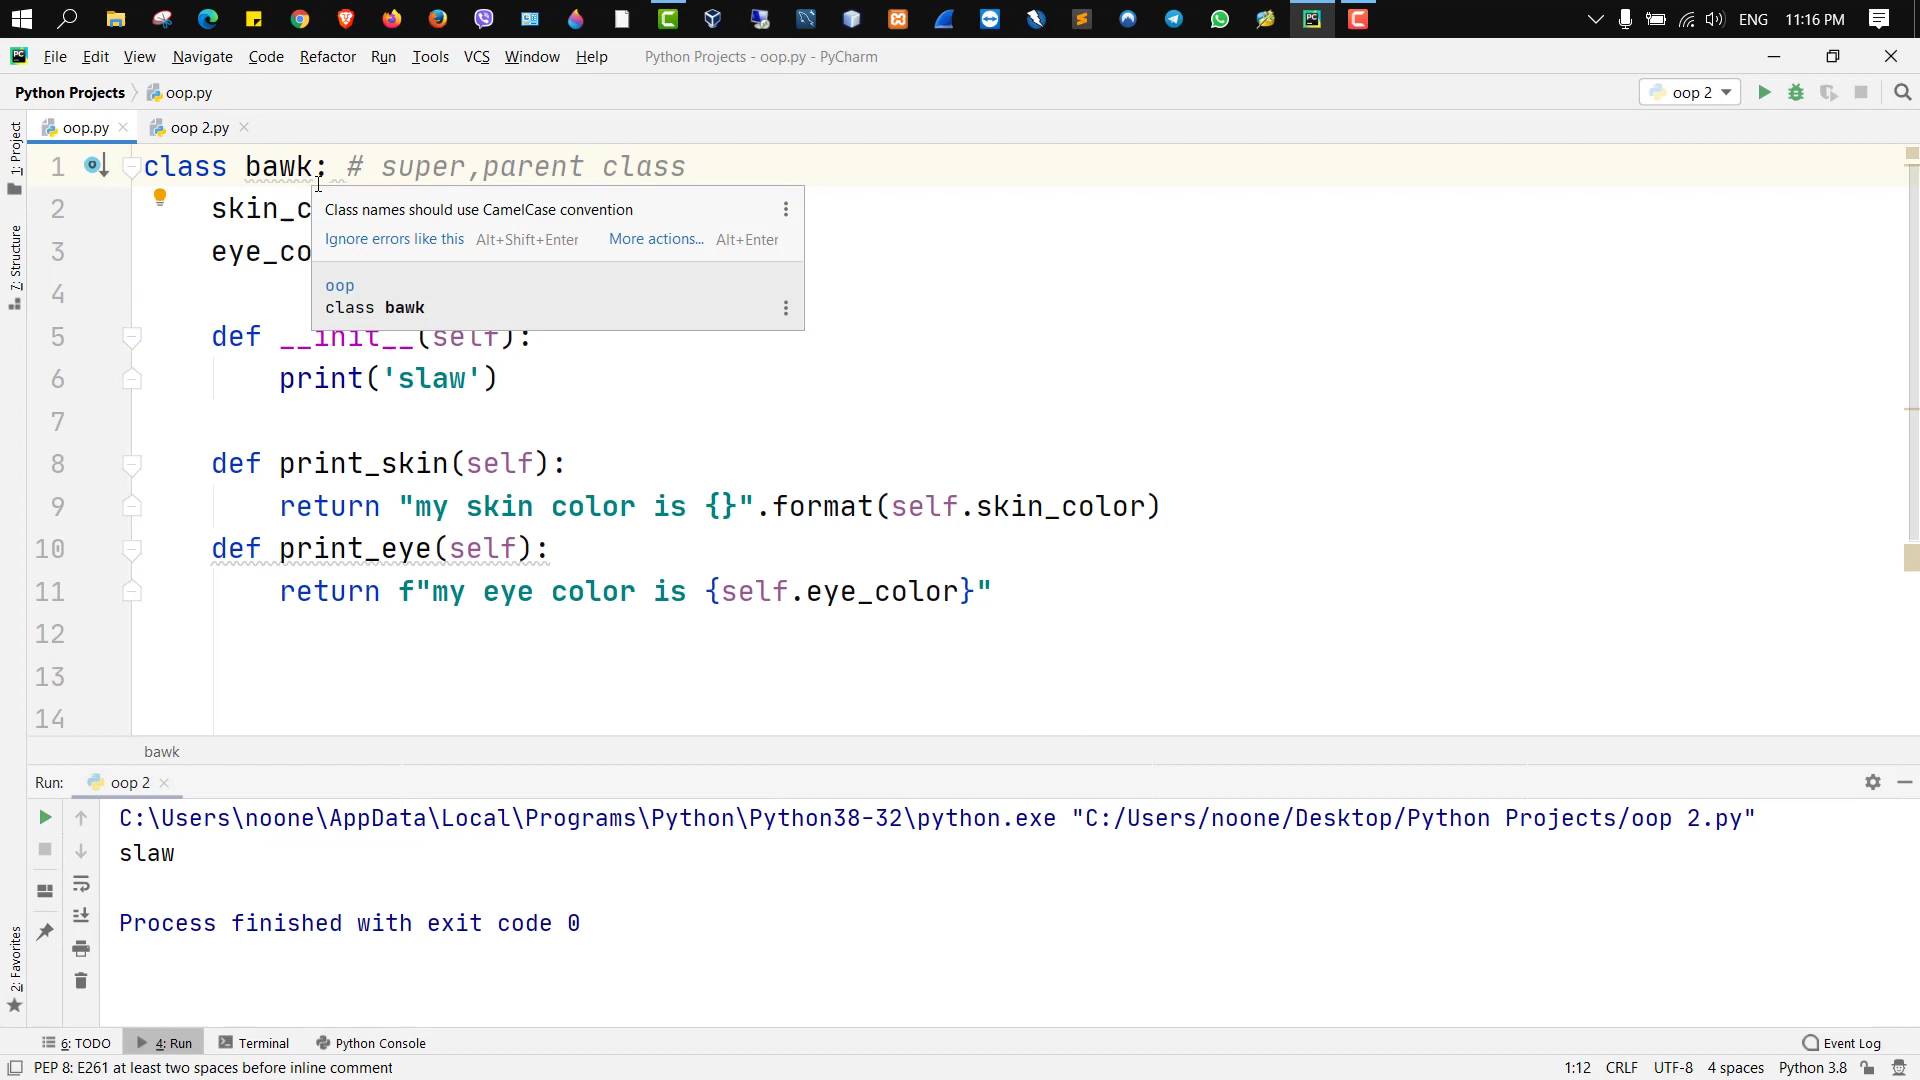 ENG 11:16 PM
File Edit View Navigate Code Refactor Run Tools VCS Window Help Python Projects - oop.py - PyCharm
Python Projects oop.py oop 2
oop.py oop 2.py
1: Project
7: Structure
2: Favorites
1 class bawk: # super,parent class
2 skin_c
3 eye_co
4
5 def __init__(self):
6 print('slaw')
7
8 def print_skin(self):
9 return "my skin color is {}".format(self.skin_color)
10 def print_eye(self):
11 return f"my eye color is {self.eye_color}"
12
13
14
Class names should use CamelCase convention
Ignore errors like this Alt+Shift+Enter More actions... Alt+Enter
oop
class bawk
bawk
Run: oop 2
C:\Users\noone\AppData\Local\Programs\Python\Python38-32\python.exe "C:/Users/noone/Desktop/Python Projects/oop 2.py"
slaw
Process finished with exit code 0
6: TODO 4: Run Terminal Python Console Event Log
PEP 8: E261 at least two spaces before inline comment 1:12 CRLF UTF-8 4 spaces Python 3.8